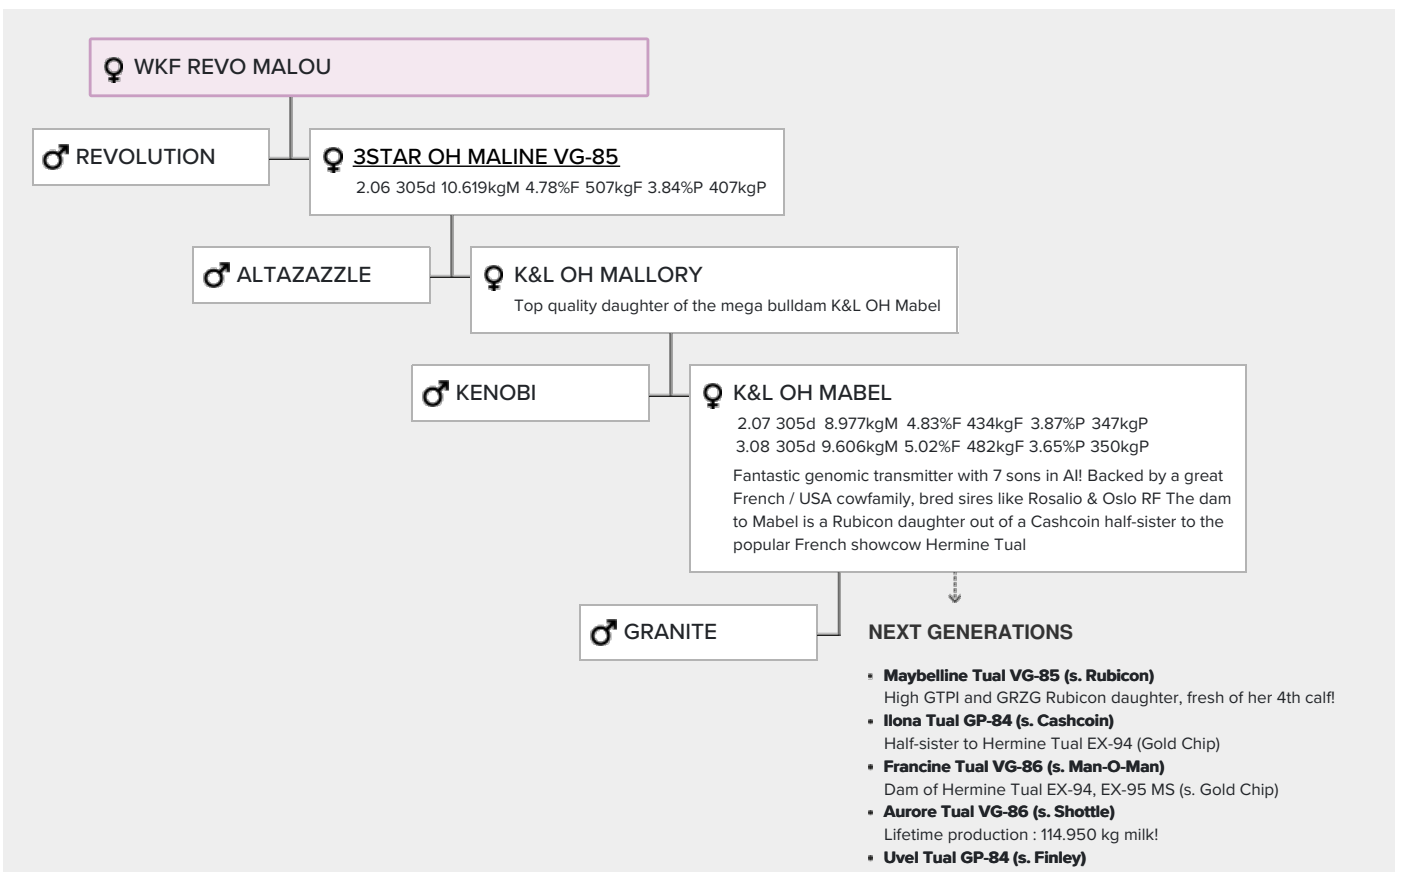 WKF REVO MALOU
REVOLUTION
3STAR OH MALINE VG-85
2.06 305d 10.619kgM 4.78%F 507kgF 3.84%P 407kgP
ALTAZAZZLE
K&L OH MALLORY
Top quality daughter of the mega bulldam K&L OH Mabel
KENOBI
K&L OH MABEL
2.07 305d 8.977kgM 4.83%F 434kgF 3.87%P 347kgP
3.08 305d 9.606kgM 5.02%F 482kgF 3.65%P 350kgP
Fantastic genomic transmitter with 7 sons in AI! Backed by a great
French / USA cowfamily, bred sires like Rosalio & Oslo RF The dam
to Mabel is a Rubicon daughter out of a Cashcoin half-sister to the
popular French showcow Hermine Tual
GRANITE
NEXT GENERATIONS
Maybelline Tual VG-85 (s. Rubicon)
High GTPI and GRZG Rubicon daughter, fresh of her 4th calf!
Ilona Tual GP-84 (s. Cashcoin)
Half-sister to Hermine Tual EX-94 (Gold Chip)
Francine Tual VG-86 (s. Man-O-Man)
Dam of Hermine Tual EX-94, EX-95 MS (s. Gold Chip)
Aurore Tual VG-86 (s. Shottle)
Lifetime production : 114.950 kg milk!
Uvel Tual GP-84 (s. Finley)